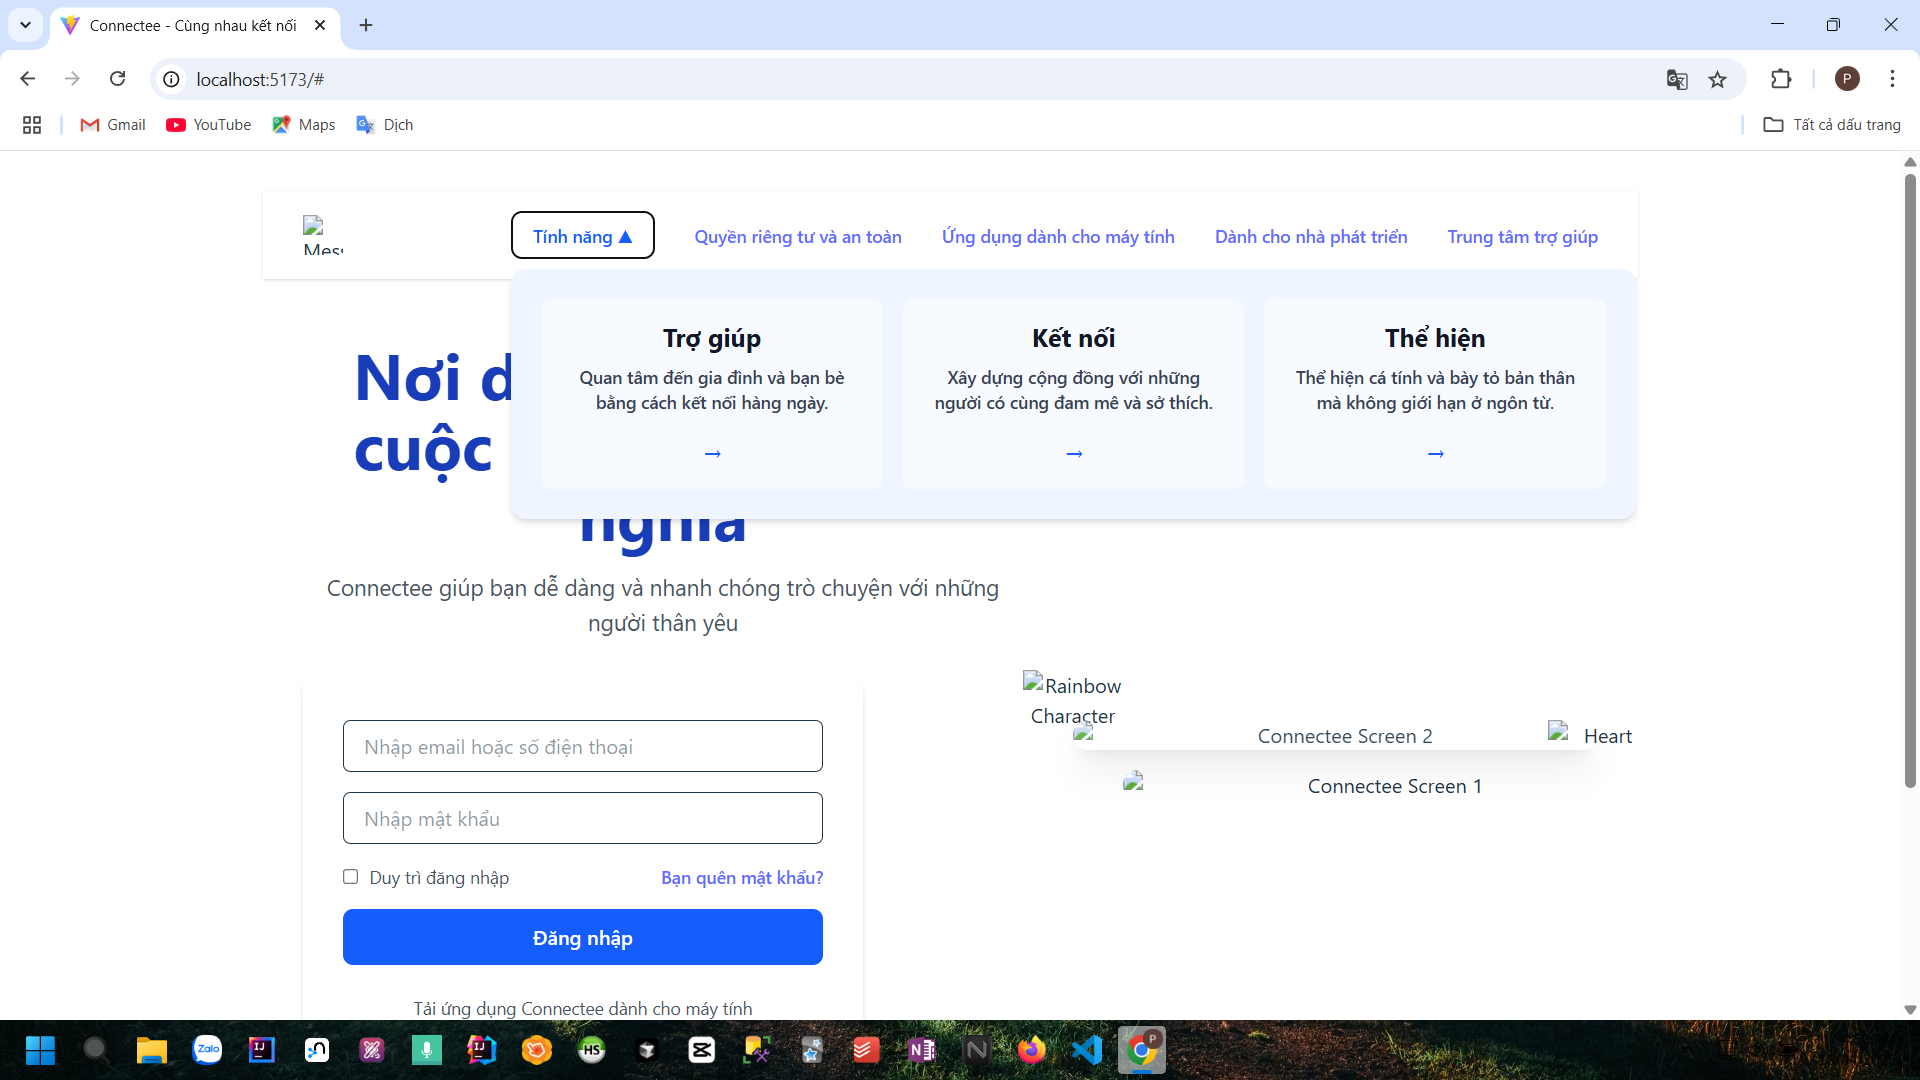 Connectee - Cùng nhau kết nối
localhost:5173/#
P
Gmail
YouTube
Maps
Dịch
Tất cả dấu trang
Mess
Tính năng ▲
Quyền riêng tư và an toàn
Ứng dụng dành cho máy tính
Dành cho nhà phát triển
Trung tâm trợ giúp
Trợ giúp
Quan tâm đến gia đình và bạn bè
bằng cách kết nối hàng ngày.
→
Kết nối
Xây dựng cộng đồng với những
người có cùng đam mê và sở thích.
→
Thể hiện
Thể hiện cá tính và bày tỏ bản thân
mà không giới hạn ở ngôn từ.
→
Nơi d
cuộc
nghĩa
Connectee giúp bạn dễ dàng và nhanh chóng trò chuyện với những
người thân yêu
Nhập email hoặc số điện thoại
Nhập mật khẩu
Duy trì đăng nhập
Bạn quên mật khẩu?
Đăng nhập
Tải ứng dụng Connectee dành cho máy tính
Rainbow
Character
Connectee Screen 2
Heart
Connectee Screen 1
Zalo
IJ
IJ
HS
N
N
P